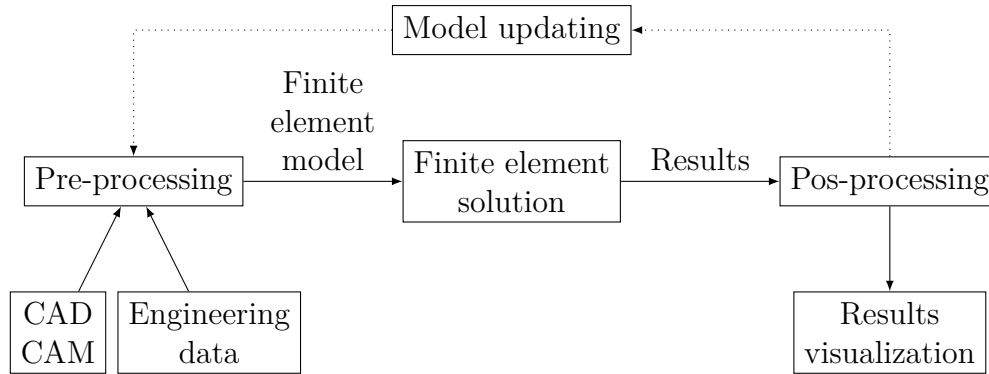 Model updating
Finite
element
model
Pre-processing
Finite element
solution
Results
Pos-processing
CAD
CAM
Engineering
data
Results
visualization